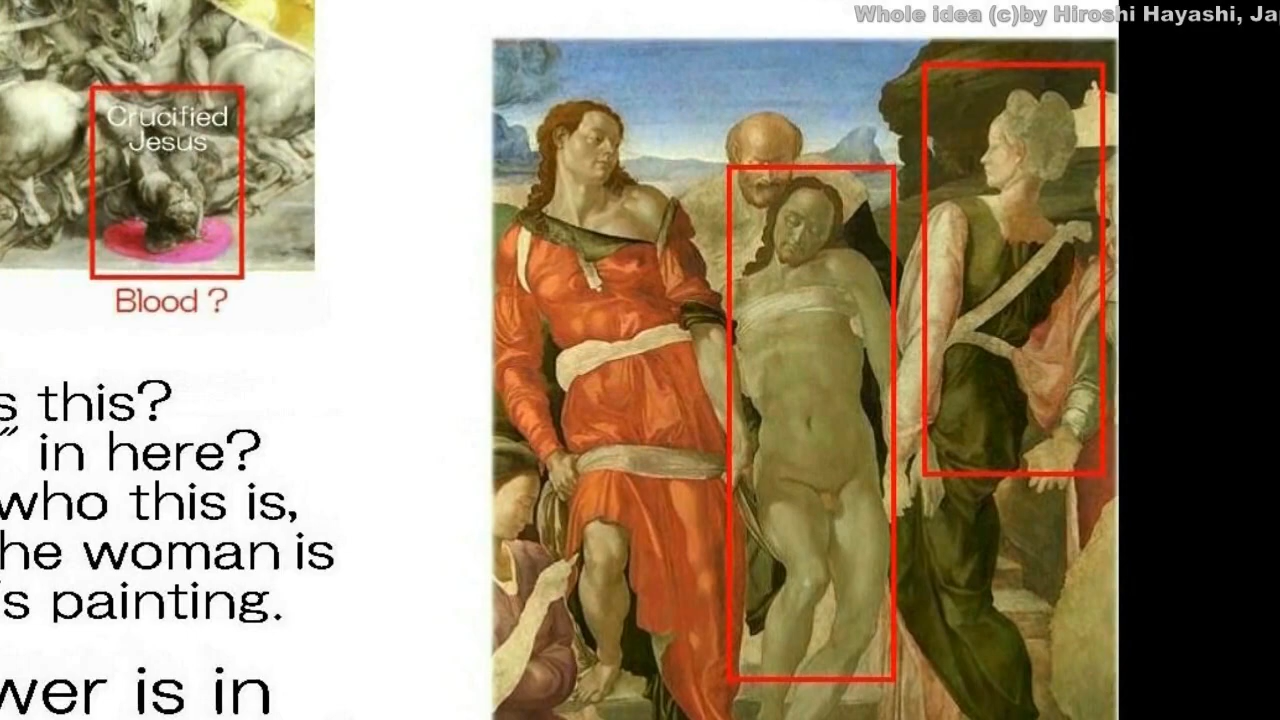 Whole idea (c)by Hiroshi Hayashi, Ja
Crucified
Jesus
Blood ?
s this?
″ in here?
who this is,
he woman is
's painting.
wer is in